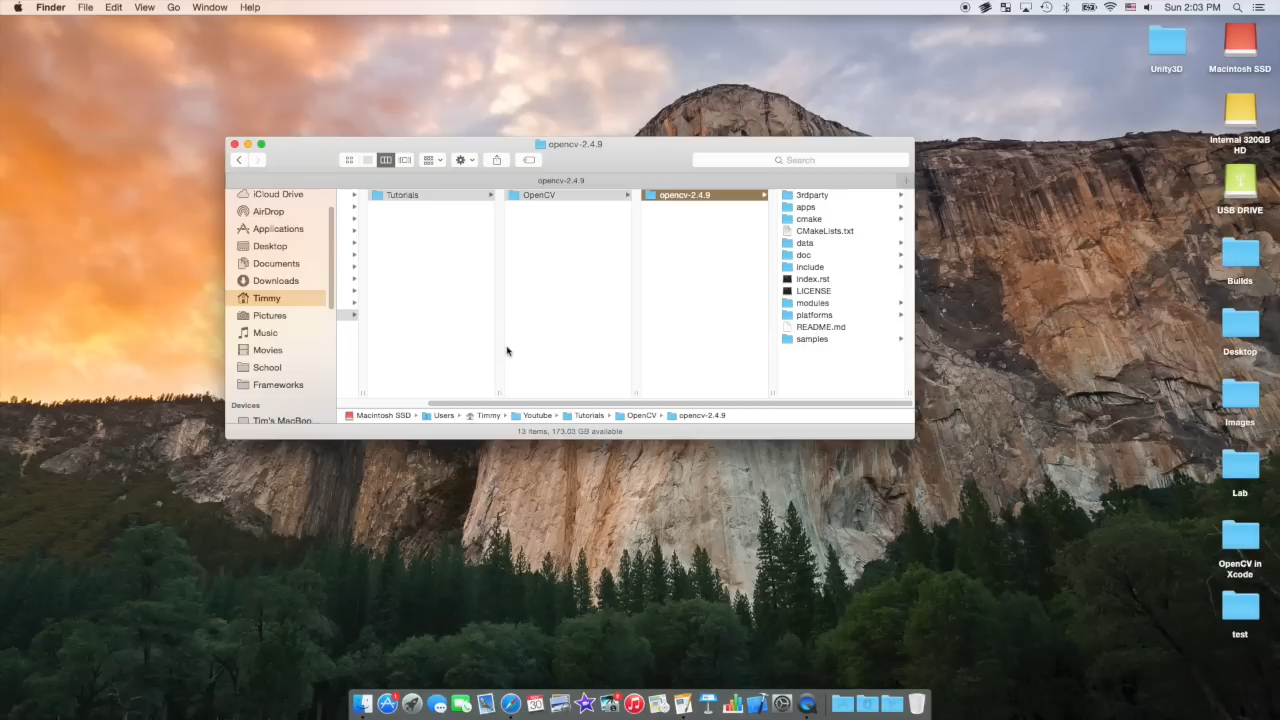 Finder File Edit View Go Window Help
Sun 2:03 PM
Unity3D
Macintosh SSD
Internal 320GB
HD
USB DRIVE
Builds
Desktop
Images
Lab
OpenCV in
Xcode
test
opencv-2.4.9
Search
opencv-2.4.9
iCloud Drive
AirDrop
Applications
Desktop
Documents
Downloads
Timmy
Pictures
Music
Movies
School
Frameworks
Devices
Tim's MacBoo...
Tutorials
OpenCV
opencv-2.4.9
3rdparty
apps
cmake
CMakeLists.txt
data
doc
include
index.rst
LICENSE
modules
platforms
README.md
samples
Macintosh SSD Users Timmy Youtube Tutorials OpenCV opencv-2.4.9
13 items, 173.03 GB available
30